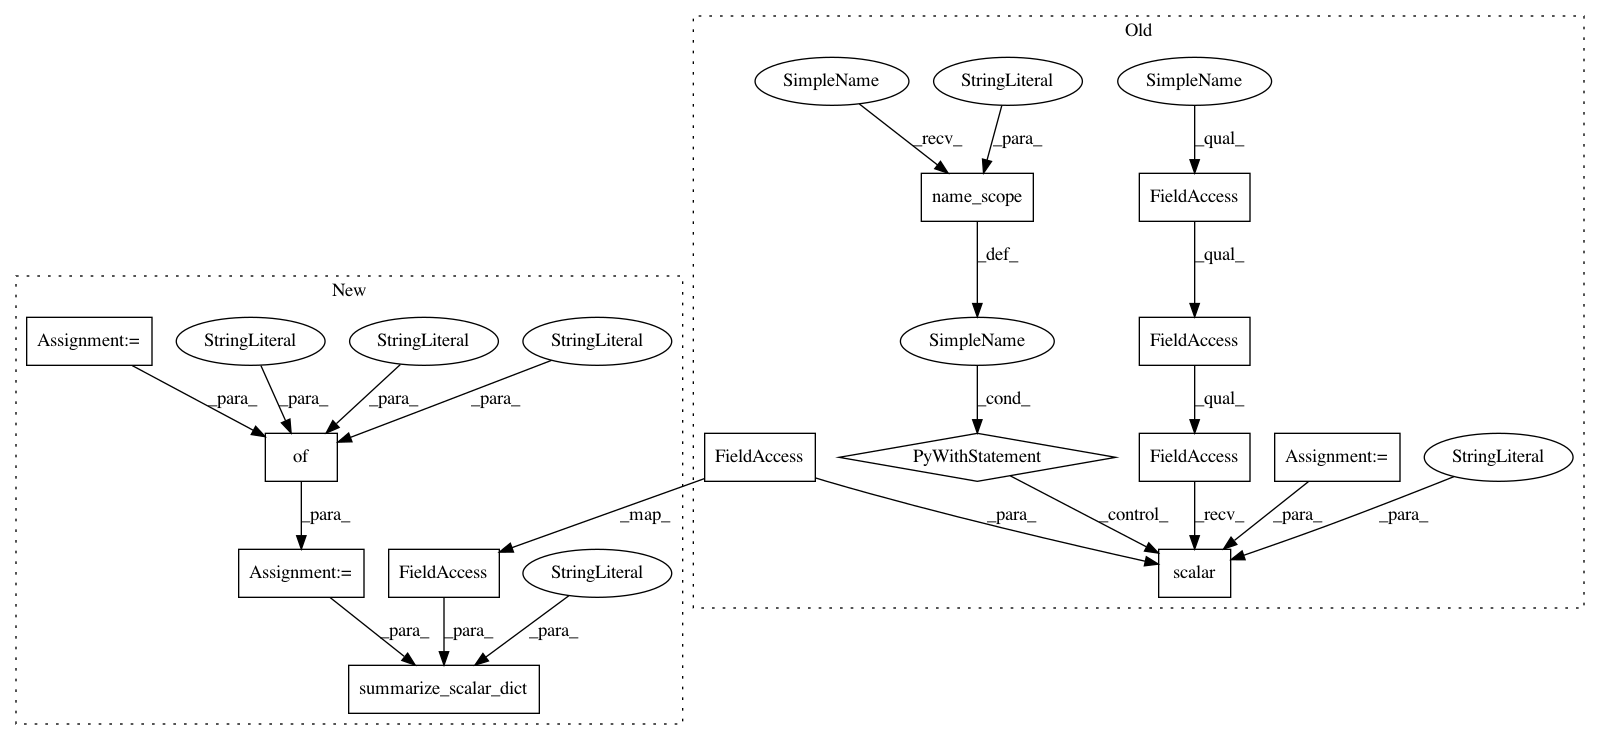 Old
SimpleName
StringLiteral
SimpleName
_recv_
_para_
_qual_
name_scope
FieldAccess
_def_
_qual_
New
Assignment:=
StringLiteral
StringLiteral
StringLiteral
SimpleName
FieldAccess
_para_
_para_
_para_
_para_
_cond_
_qual_
of
FieldAccess
PyWithStatement
FieldAccess
Assignment:=
StringLiteral
_para_
_map_
_para_
_control_
_recv_
_para_
_para_
Assignment:=
FieldAccess
StringLiteral
scalar
_para_
_para_
_para_
summarize_scalar_dict